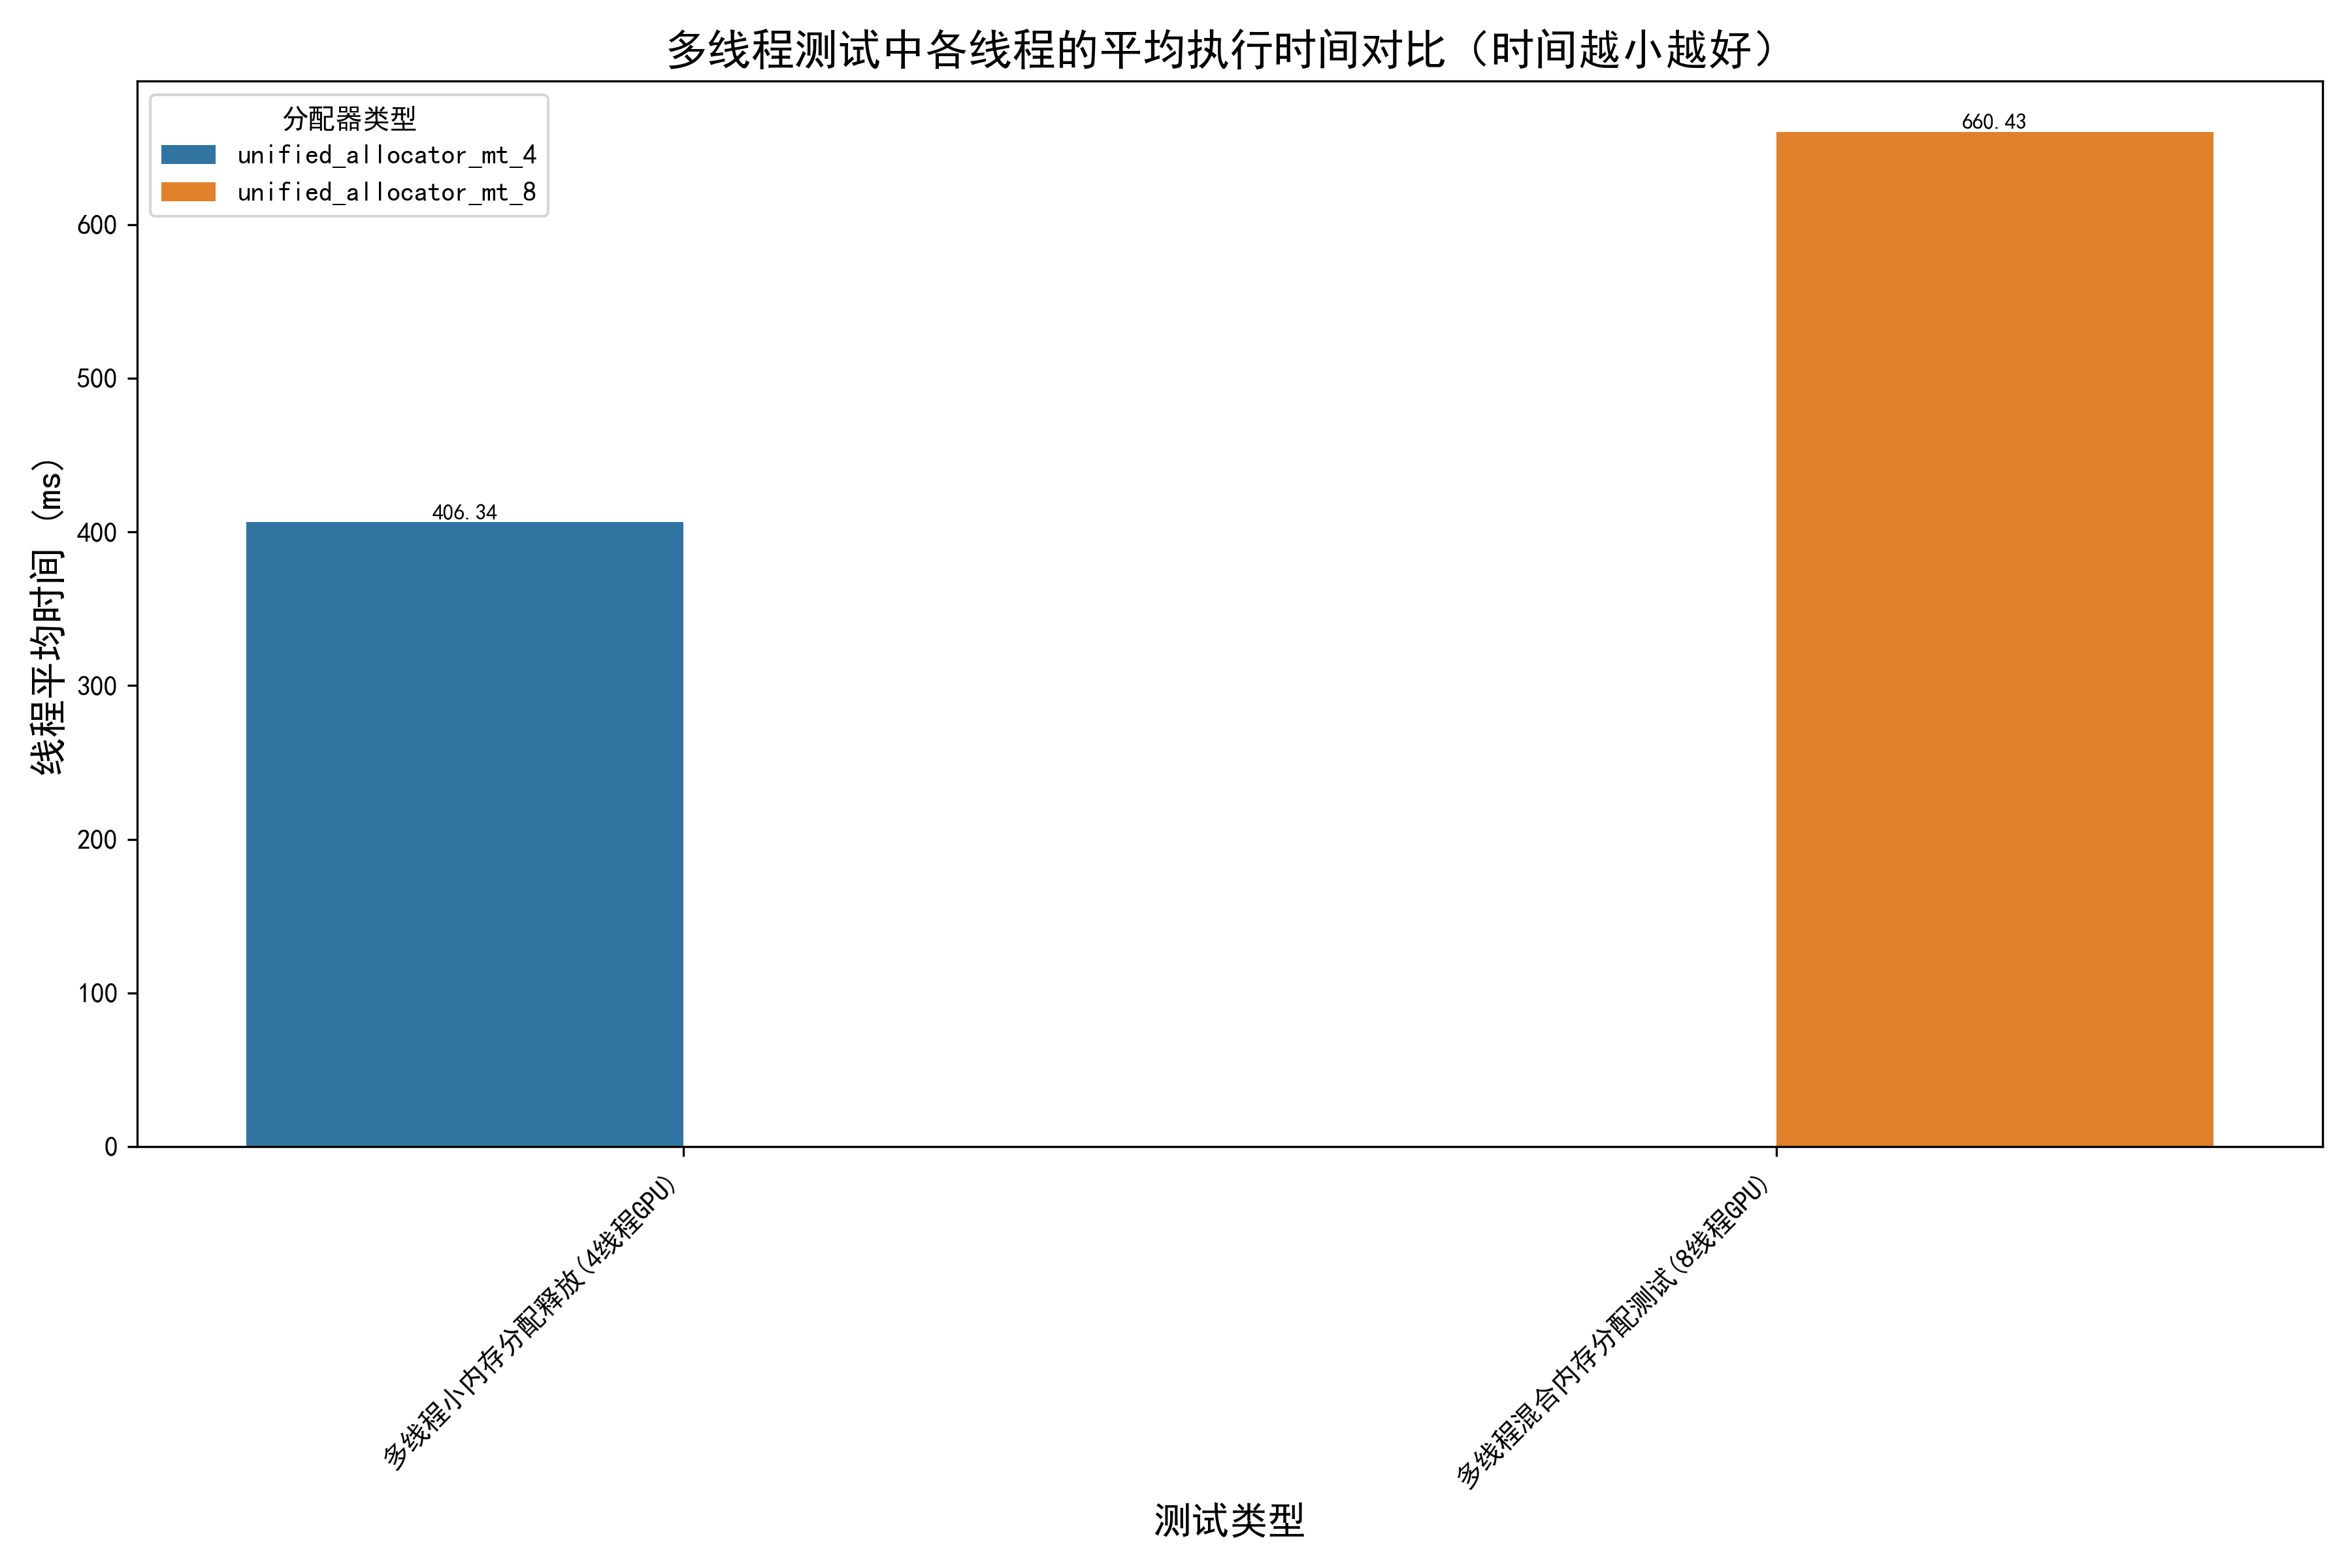 多线程测试中各线程的平均执行时间对比 (时间越小越好)
分配器类型
unified_allocator_mt_4
unified_allocator_mt_8
660.43
406.34
600
500
400
300
200
100
0
线程平均时间 (ms)
多线程小内存分配释放(4线程GPU)
多线程混合内存分配测试(8线程GPU)
测试类型